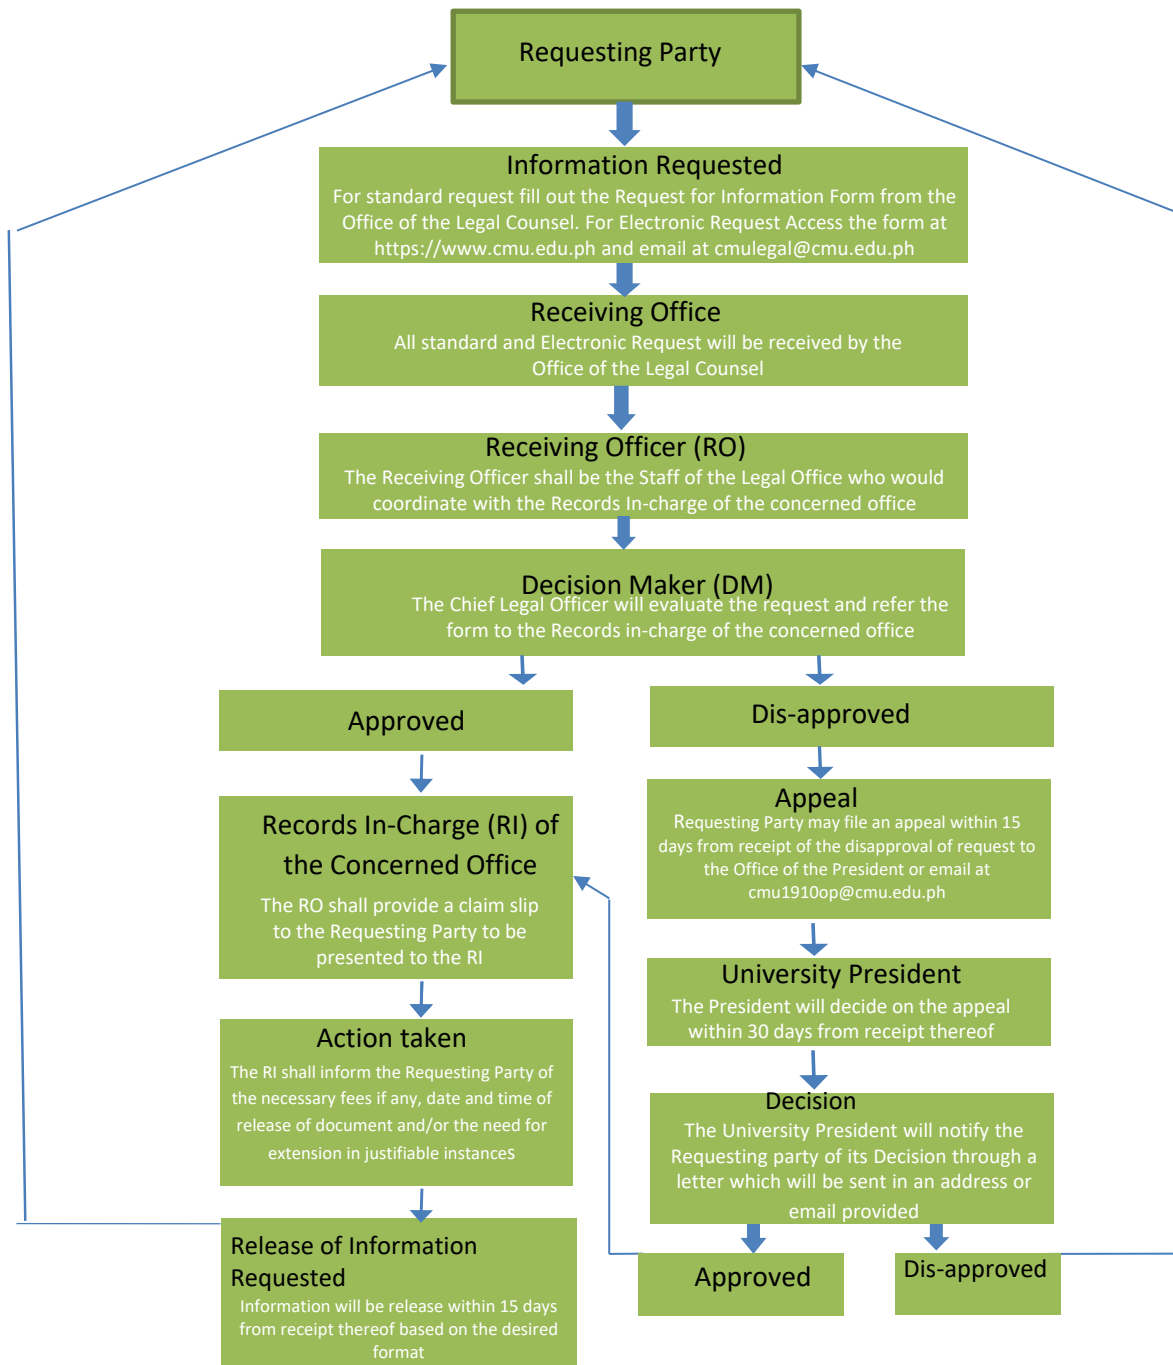 Requesting Party
Information Requested
For standard request fill out the Request for Information Form from the
Office of the Legal Counsel. For Electronic Request Access the form at
https://www.cmu.edu.ph and email at cmulegal@cmu.edu.ph
Receiving Office
All standard and Electronic Request will be received by the
Office of the Legal Counsel
Receiving Officer (RO)
The Receiving Officer shall be the Staff of the Legal Office who would
coordinate with the Records In-charge of the concerned office
Decision Maker (DM)
The Chief Legal Officer will evaluate the request and refer the
form to the Records in-charge of the concerned office
Approved
Records In-Charge (RI) of
the Concerned Office
The RO shall provide a claim slip
to the Requesting Party to be
presented to the RI
Action taken
The RI shall inform the Requesting Party of
the necessary fees if any, date and time of
release of document and/or the need for
extension in justifiable instances
Release of Information
Requested
Information will be release within 15 days
from receipt thereof based on the desired
format
Dis-approved
Appeal
Requesting Party may file an appeal within 15
days from receipt of the disapproval of request to
the Office of the President or email at
cmu1910op@cmu.edu.ph
University President
The President will decide on the appeal
within 30 days from receipt thereof
Decision
The University President will notify the
Requesting party of its Decision through a
letter which will be sent in an address or
email provided
Approved
Dis-approved